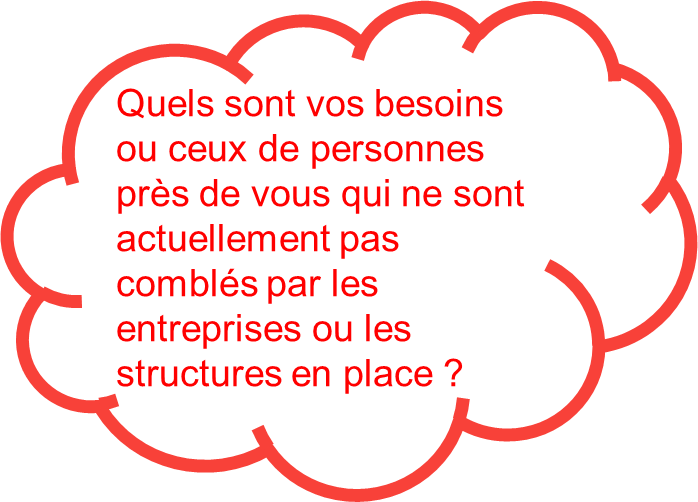 Quels sont vos besoins
ou ceux de personnes
près de vous qui ne sont
actuellement pas
comblés par les
entreprises ou les
structures en place ?